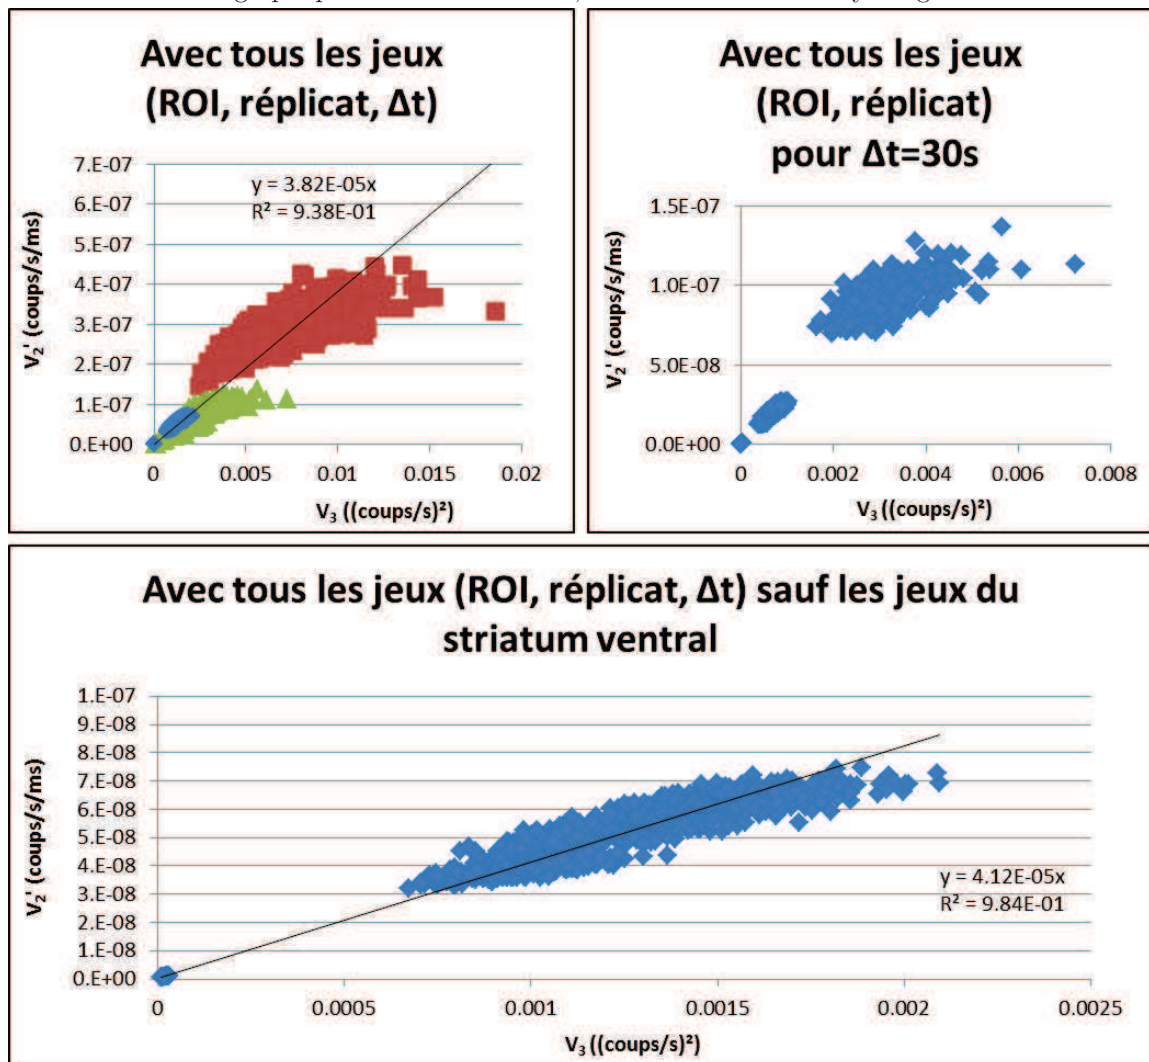 Avec tous les jeux
(ROI, réplicat, Δt)
7.E-07
6.E-07
5.E-07
4.E-07
3.E-07
2.E-07
1.E-07
0.E+00
y = 3.82E-05x
R² = 9.38E-01
V₂' (coups/s/ms)
0
0.005
0.01
0.015
0.02
V₃ ((coups/s)²)
Avec tous les jeux
(ROI, réplicat)
pour Δt=30s
1.5E-07
1.0E-07
5.0E-08
0.0E+00
V₂' (coups/s/ms)
0
0.002
0.004
0.006
0.008
V₃ ((coups/s)²)
Avec tous les jeux (ROI, réplicat, Δt) sauf les jeux du
striatum ventral
1.E-07
9.E-08
8.E-08
7.E-08
6.E-08
5.E-08
4.E-08
3.E-08
2.E-08
1.E-08
0.E+00
V₂' (coups/s/ms)
y = 4.12E-05x
R² = 9.84E-01
0
0.0005
0.001
0.0015
0.002
0.0025
V₃ ((coups/s)²)